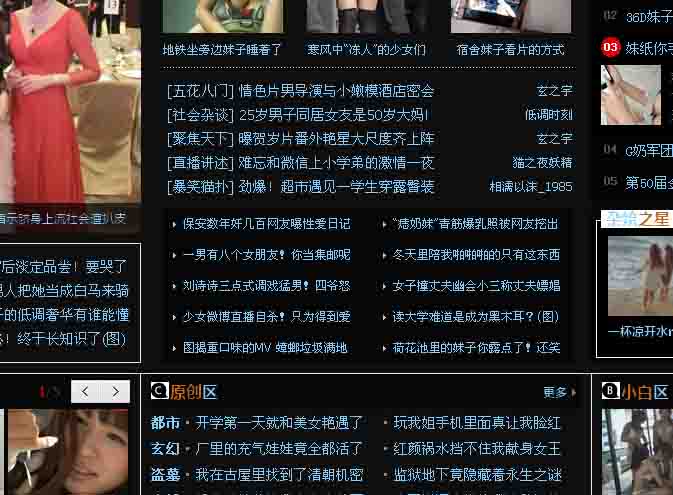 地铁坐旁边妹子睡着了
寒风中"冻人"的少女们
宿舍妹子看片的方式
02 36D妹子
03 妹纸你手
[五花八门] 情色片男导演与小嫩模酒店密会 玄之宇
[社会杂谈] 25岁男子同居女友是50岁大妈! 低调时刻
[聚焦天下] 曝贺岁片番外艳星大尺度齐上阵 玄之宇
[直播讲述] 难忘和微信上小学弟的激情一夜 猫之夜妖精
[暴笑猫扑] 劲爆！超市遇见一学生穿露臀装 相濡以沫_1985
04 G奶军团
05 第50届全
跻身上流社会遭扒皮
保安数年奸几百网友曝性爱日记
"痣奶妹"青筋爆乳照被网友挖出
一男有八个女朋友！你当集邮呢
冬天里陪我啪啪啪的只有这东西
刘诗诗三点式调戏猛男！四爷怒
女子撞丈夫幽会小三称丈夫嫖娼
少女微博直播自杀！只为得到爱
读大学难道是成为黑木耳？(图)
图揭重口味的MV 蟑螂垃圾满地
荷花池里的妹子你露点了！还笑
后淡定品尝！要哭了
男人把她当成白马来骑
的低调奢华有谁能懂
！终于长知识了(图)
之星
一杯凉开水
1/5
C 原创区 更多
都市 · 开学第一天就和美女艳遇了 · 玩我姐手机里面真让我脸红
玄幻 · 厂里的充气娃娃竟全都活了 · 红颜祸水挡不住我献身女王
盗墓 · 我在古屋里找到了清朝机密 · 监狱地下竟隐藏着永生之谜
B 小白区